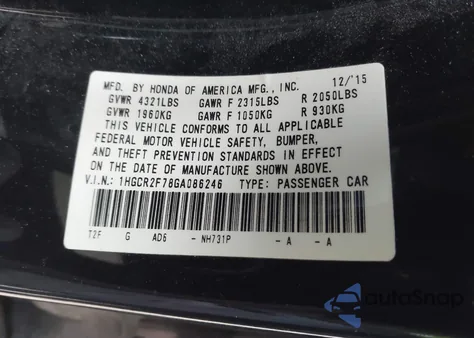 MFD. BY HONDA OF AMERICA MFG., INC. 12/'15
GVWR 4321LBS GAWR F 2315LBS R 2050LBS
GVWR 1960KG GAWR F 1050KG R 930KG
THIS VEHICLE CONFORMS TO ALL APPLICABLE
FEDERAL MOTOR VEHICLE SAFETY, BUMPER,
AND THEFT PREVENTION STANDARDS IN EFFECT
ON THE DATE OF MANUFACTURE SHOWN ABOVE.
V.I.N.: 1HGCR2F78GA086246 TYPE: PASSENGER CAR
T2F G AD6 - NH731P - A - A
autoSnap